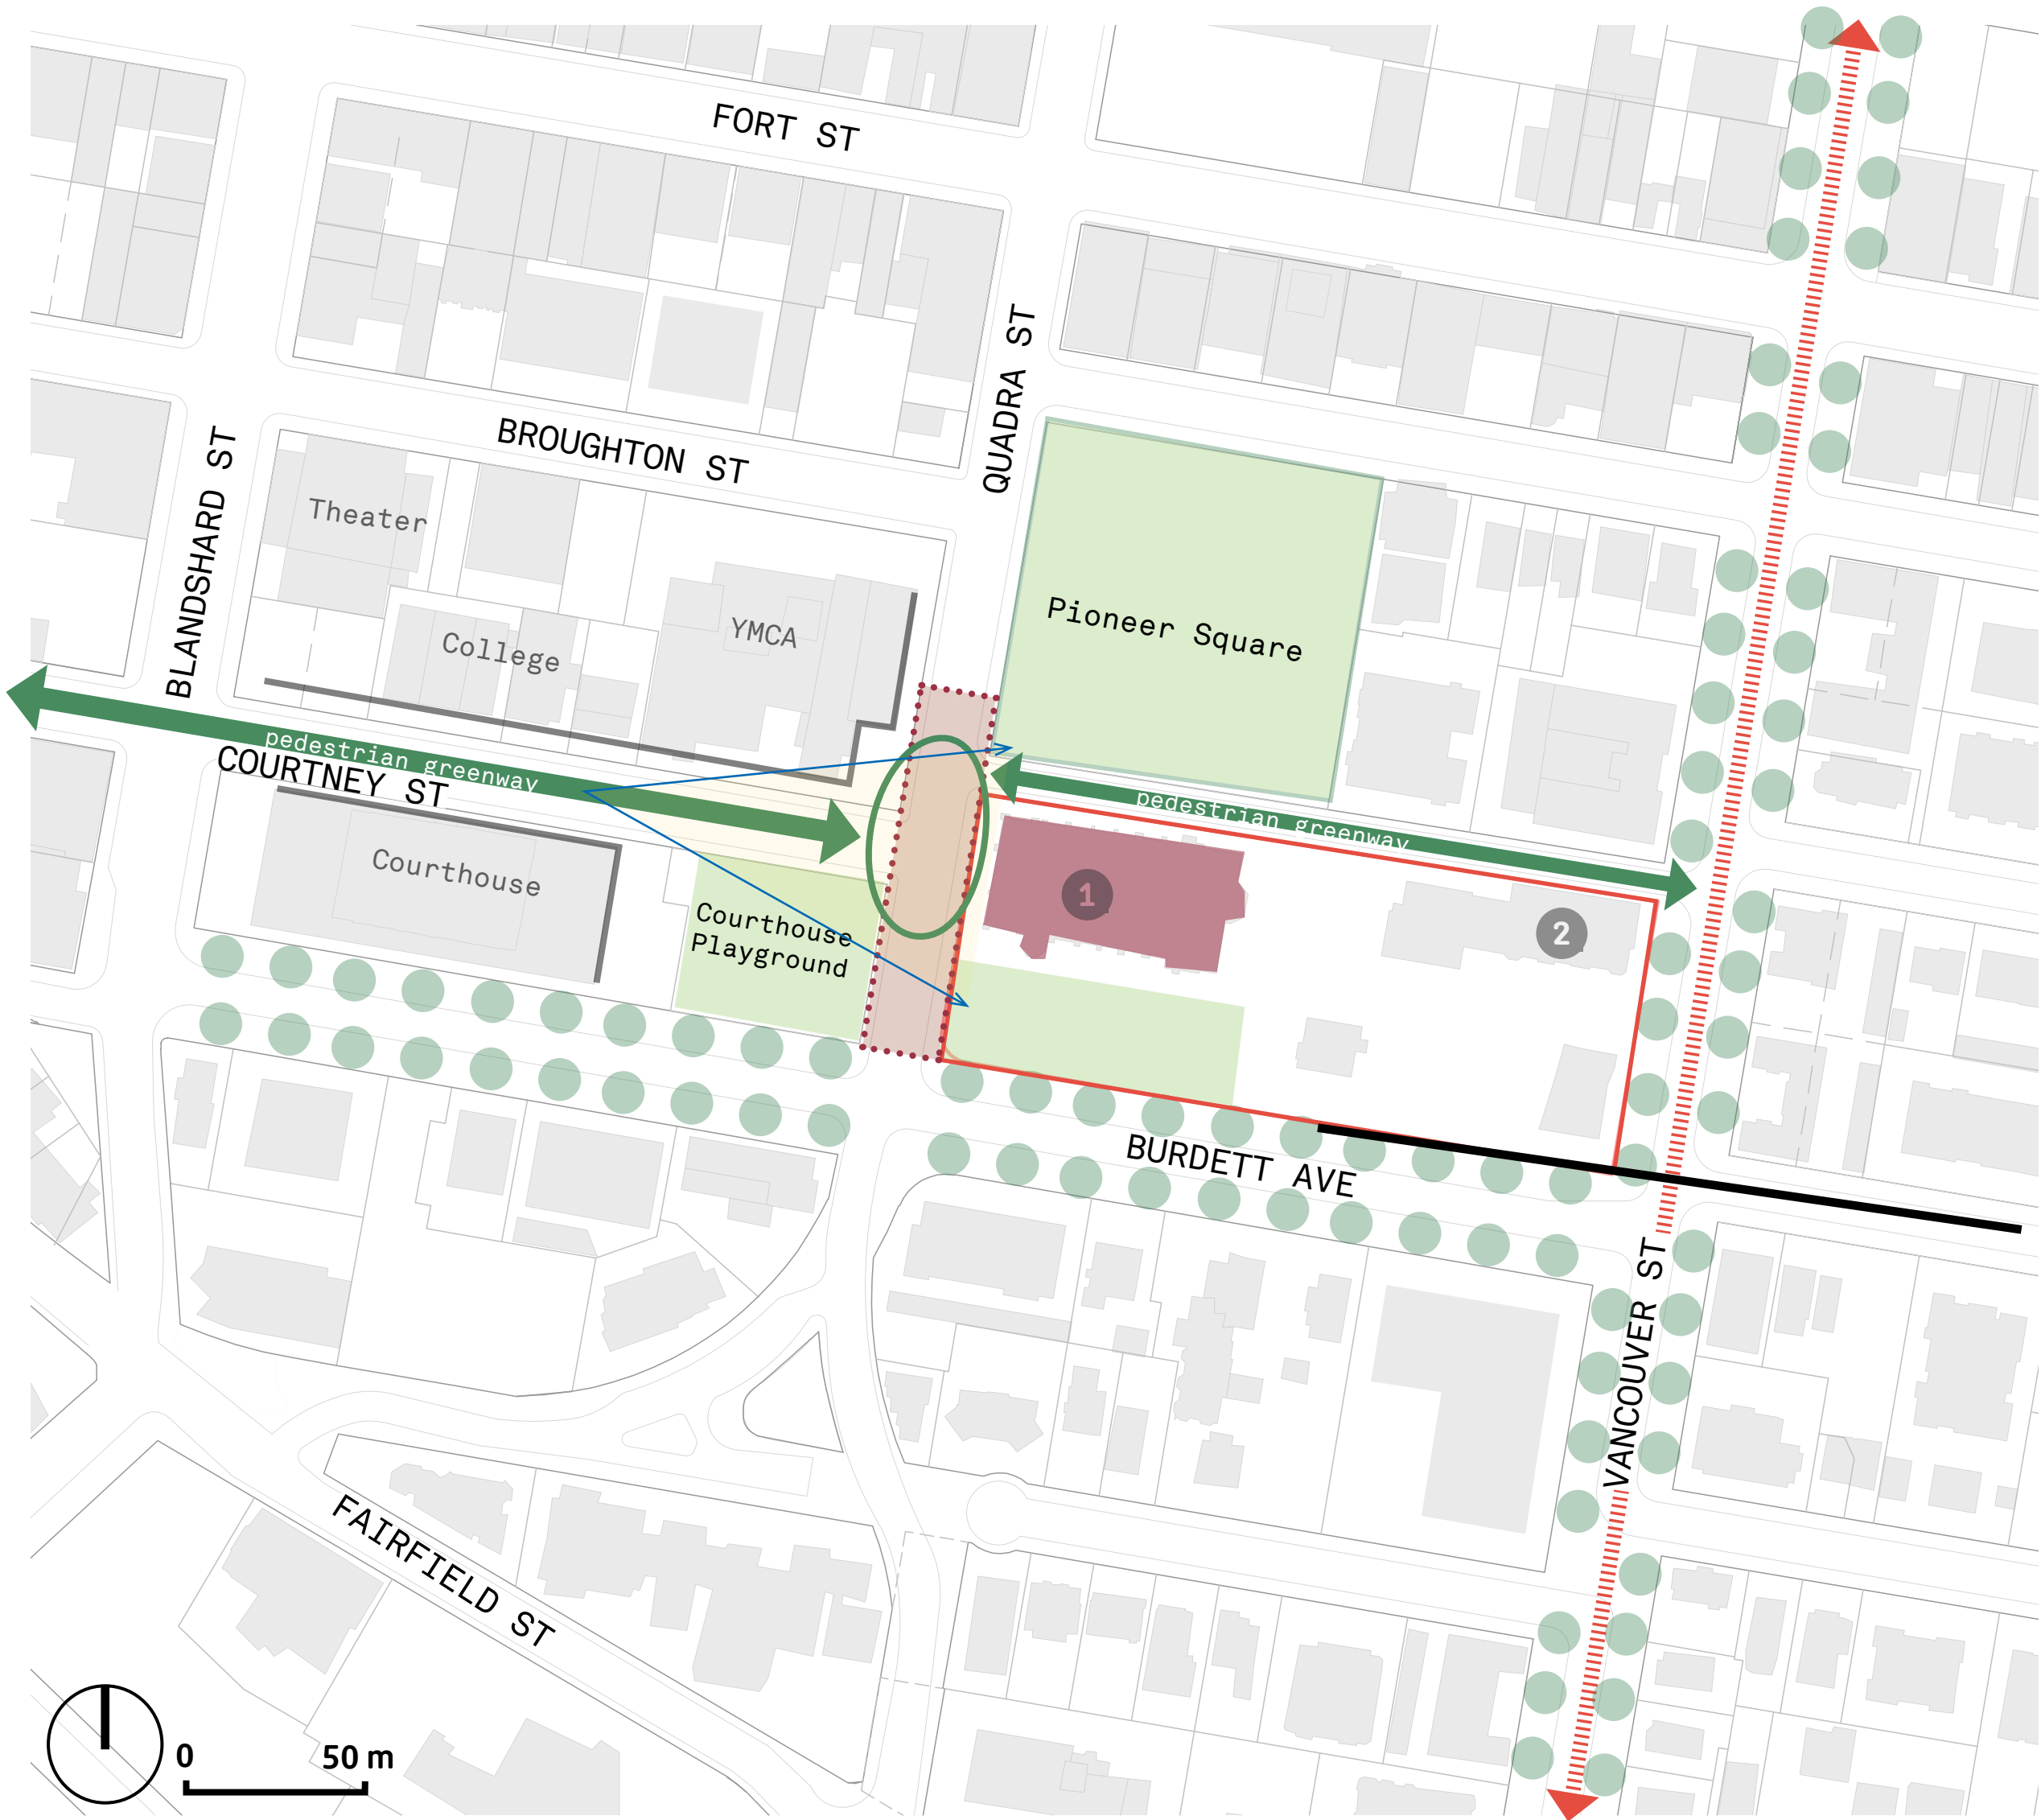 FORT ST
QUADRA ST
BROUGHTON ST
BLANDSHARD ST
Theater
College
YMCA
Pioneer Square
pedestrian greenway
COURTNEY ST
pedestrian greenway
Courthouse
1
2
Courthouse
Playground
BURDETT AVE
VANCOUVER ST
FAIRFIELD ST
0 50 m